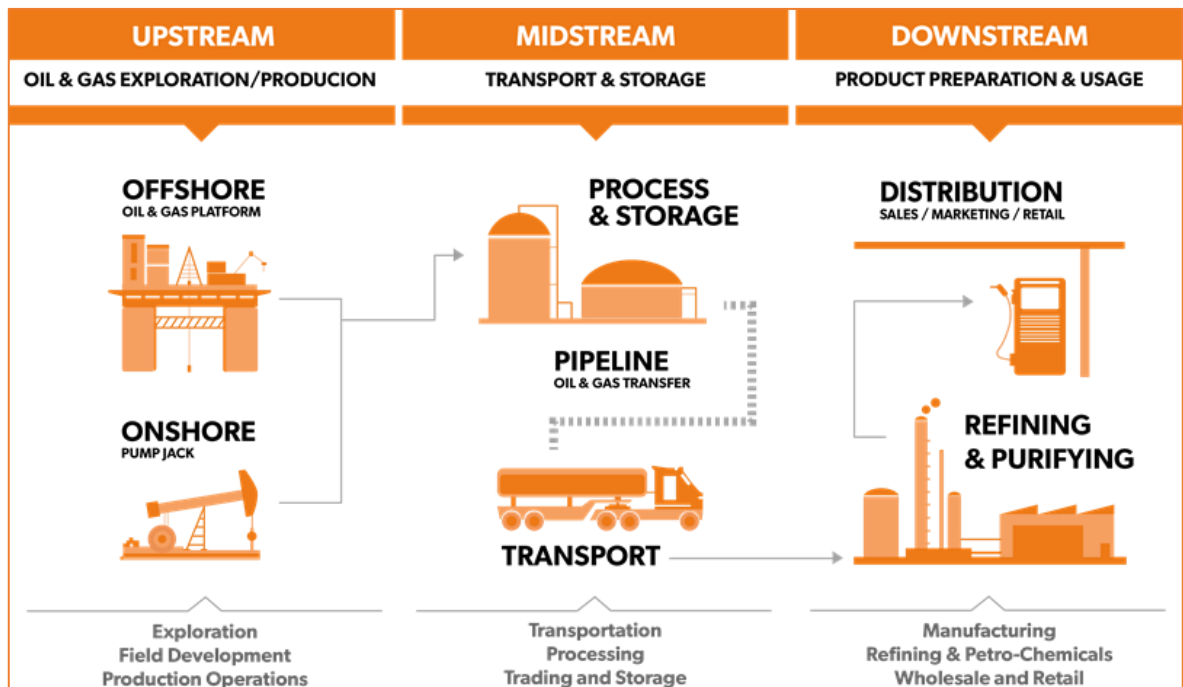 UPSTREAM
OIL & GAS EXPLORATION/PRODUCION
OFFSHORE
OIL & GAS PLATFORM
ONSHORE
PUMP JACK
Exploration
Field Development
Production Operations
MIDSTREAM
TRANSPORT & STORAGE
PROCESS
& STORAGE
PIPELINE
OIL & GAS TRANSFER
TRANSPORT
Transportation
Processing
Trading and Storage
DOWNSTREAM
PRODUCT PREPARATION & USAGE
DISTRIBUTION
SALES / MARKETING / RETAIL
REFINING
& PURIFYING
Manufacturing
Refining & Petro-Chemicals
Wholesale and Retail